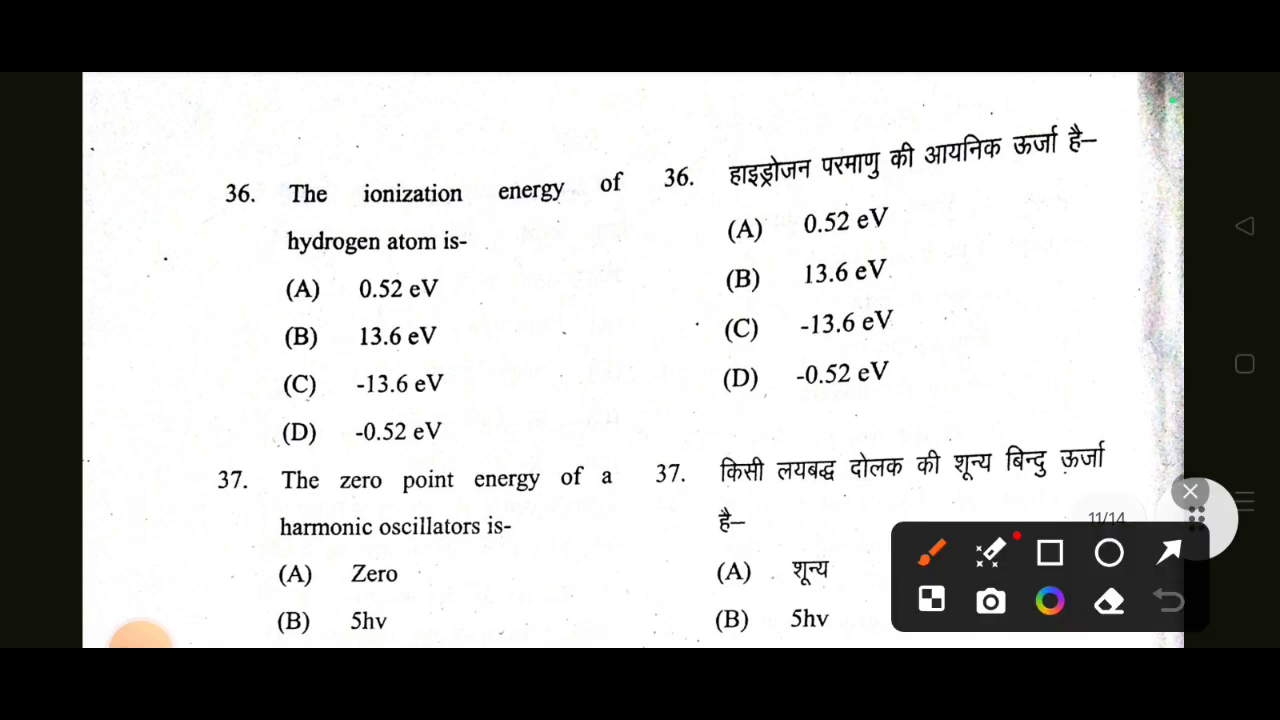 36. The ionization energy of
hydrogen atom is-
(A) 0.52 eV
(B) 13.6 eV
(C) -13.6 eV
(D) -0.52 eV
37. The zero point energy of a
harmonic oscillators is-
(A) Zero
(B) 5hv
36. हाइड्रोजन परमाणु की आयनिक ऊर्जा है–
(A) 0.52 eV
(B) 13.6 eV
(C) -13.6 eV
(D) -0.52 eV
37. किसी लयबद्ध दोलक की शून्य बिन्दु ऊर्जा
है–
(A) शून्य
(B) 5hv
11/14